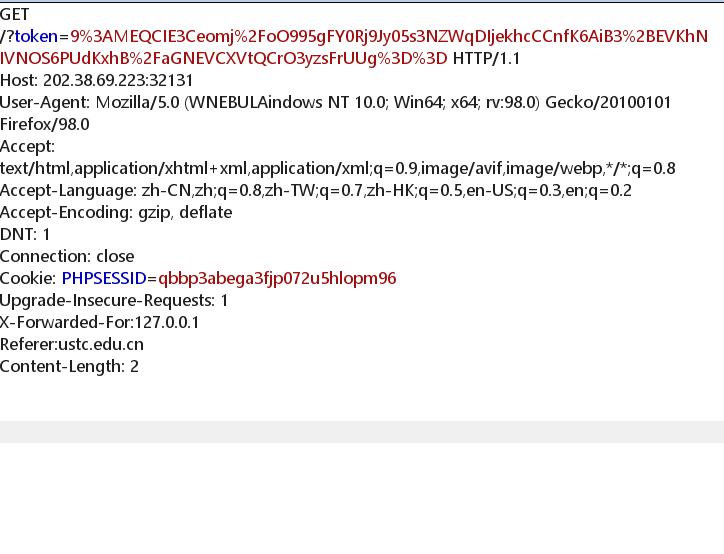 GET
/?token=9%3AMEQCIE3Ceomj%2FoO995gFY0Rj9Jy05s3NZWqDIjekhcCCnfK6AiB3%2BEVKhN
IVNOS6PUdKxhB%2FaGNEVCXVtQCrO3yzsFrUUg%3D%3D HTTP/1.1
Host: 202.38.69.223:32131
User-Agent: Mozilla/5.0 (WNEBULAindows NT 10.0; Win64; x64; rv:98.0) Gecko/20100101
Firefox/98.0
Accept:
text/html,application/xhtml+xml,application/xml;q=0.9,image/avif,image/webp,*/*;q=0.8
Accept-Language: zh-CN,zh;q=0.8,zh-TW;q=0.7,zh-HK;q=0.5,en-US;q=0.3,en;q=0.2
Accept-Encoding: gzip, deflate
DNT: 1
Connection: close
Cookie: PHPSESSID=qbbp3abega3fjp072u5hlopm96
Upgrade-Insecure-Requests: 1
X-Forwarded-For:127.0.0.1
Referer:ustc.edu.cn
Content-Length: 2